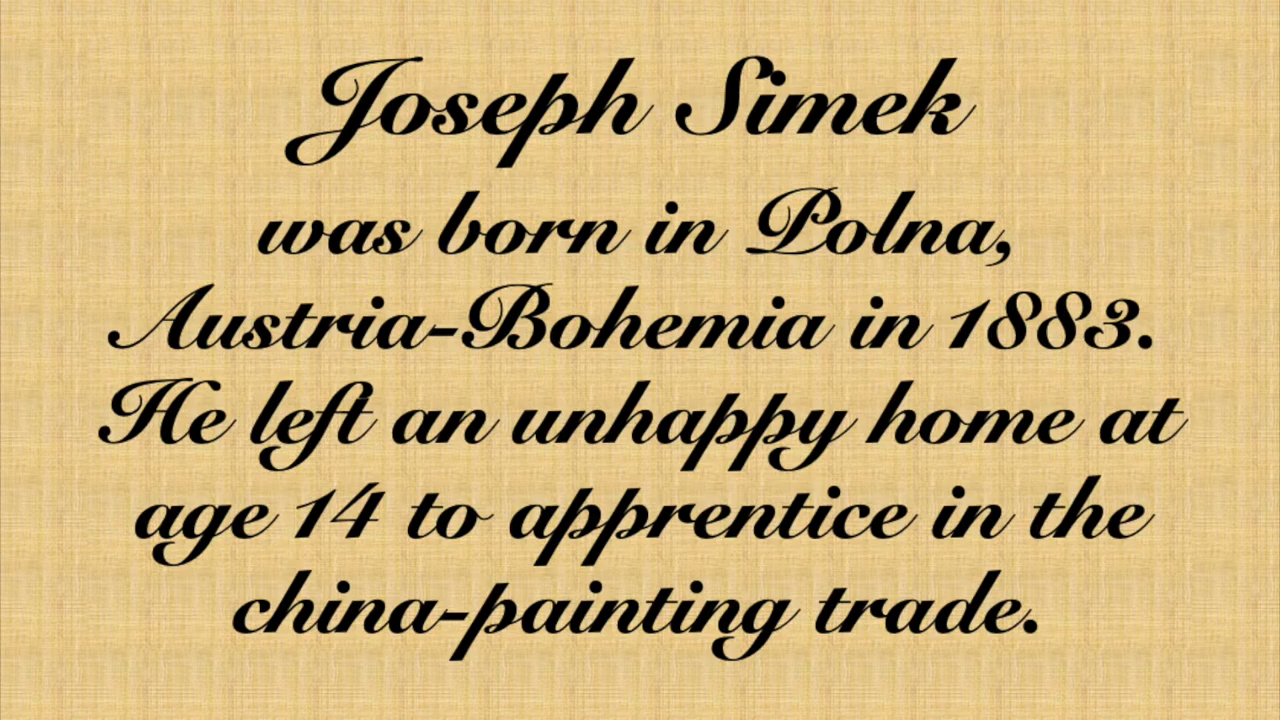 Joseph Simek
was born in Polna,
Austria-Bohemia in 1883.
He left an unhappy home at
age 14 to apprentice in the
china-painting trade.